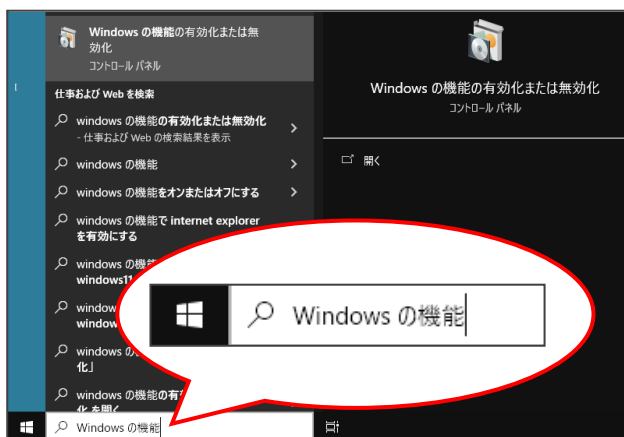 Windows の機能の有効化または無
効化
コントロール パネル
仕事および Web を検索
windows の機能の有効化または無効化
- 仕事および Web の検索結果を表示
windows の機能
windows の機能をオンまたはオフにする
windows の機能で internet explorer
を有効にする
windows の機能
windows11
window
window
windows の
化」
windows の機能の有
化 を開く
Windows の機能
Windows の機能の有効化または無効化
コントロール パネル
開く
Windows の機能